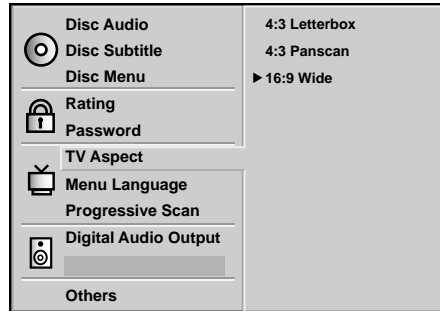 Disc Audio
Disc Subtitle
Disc Menu
Rating
Password
TV Aspect
Menu Language
Progressive Scan
Digital Audio Output
Others
4:3 Letterbox
4:3 Panscan
16:9 Wide